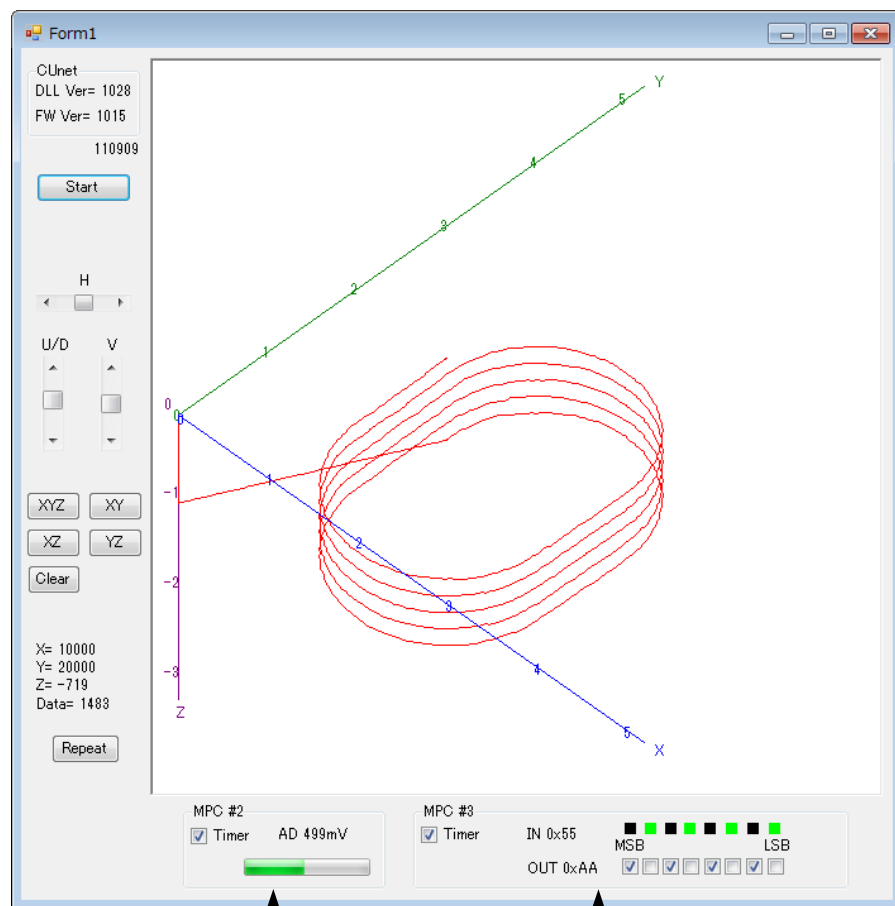 Form1
CUnet
DLL Ver= 1028
FW Ver= 1015
110909
Start
H
U/D V
XYZ XY
XZ YZ
Clear
X= 10000
Y= 20000
Z= -719
Data= 1483
Repeat
Y
5
4
3
2
1
0
0
0
-1
-2
-3
Z
1
2
3
4
5
X
MPC #2
Timer AD 499mV
MPC #3
Timer IN 0x55
MSB LSB
OUT 0xAA